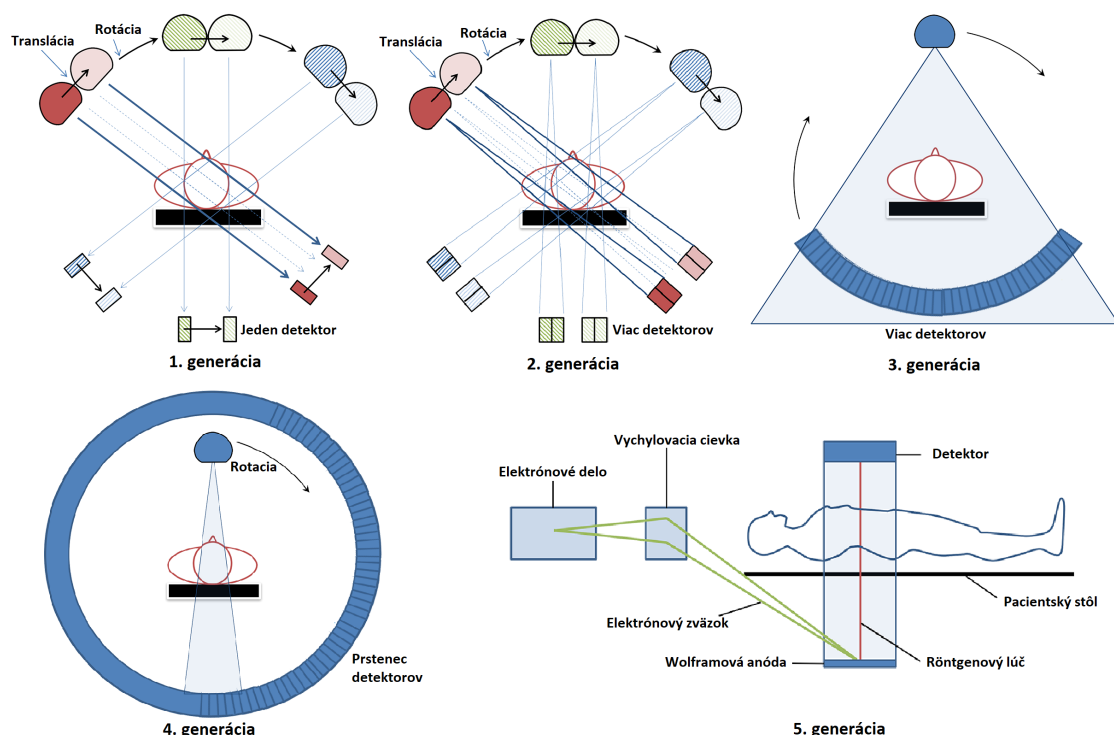 Translácia
Rotácia
Jeden detektor
1. generácia
Translácia
Rotácia
Viac detektorov
2. generácia
Viac detektorov
3. generácia
Rotacia
Prstenec
detektorov
4. generácia
Vychylovacia cievka
Elektrónové delo
Detektor
Pacientský stôl
Elektrónový zväzok
Wolframová anóda
Röntgenový lúč
5. generácia